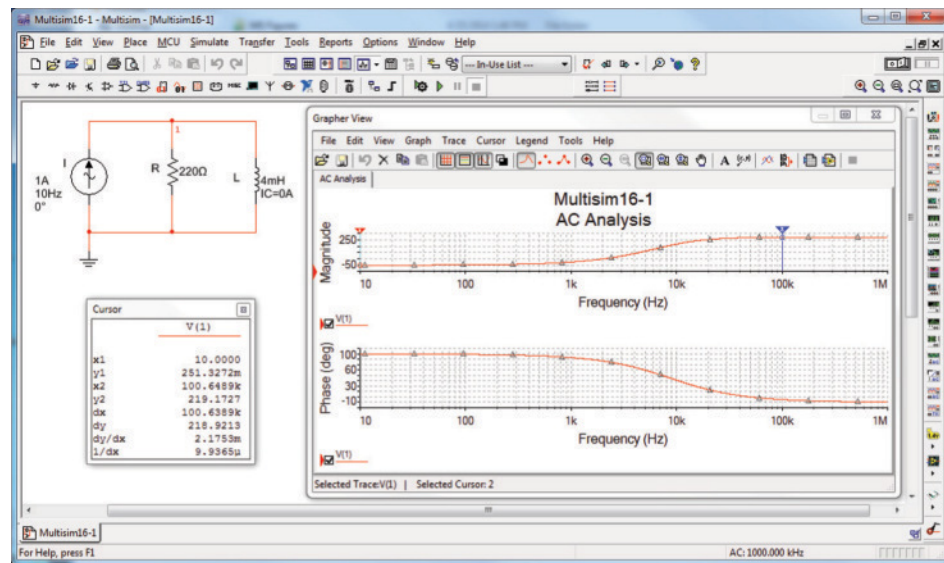 Multisim16-1 - Multisim - [Multisim16-1]
File Edit View Place MCU Simulate Transfer Tools Reports Options Window Help
--- In-Use List ---
1
I
1A
10Hz
0°
R
220Ω
L
4mH
IC=0A
Grapher View
File Edit View Graph Trace Cursor Legend Tools Help
AC Analysis
Multisim16-1
AC Analysis
Magnitude
250
-50
10 100 1k 10k 100k 1M
Frequency (Hz)
V(1)
Phase (deg)
100
60
30
-10
10 100 1k 10k 100k 1M
Frequency (Hz)
V(1)
Selected Trace:V(1) | Selected Cursor: 2
Cursor
V(1)
x1 10.0000
y1 251.3272m
x2 100.6489k
y2 219.1727
dx 100.6389k
dy 218.9213
dy/dx 2.1753m
1/dx 9.9365µ
Multisim16-1
For Help, press F1
AC: 1000.000 kHz